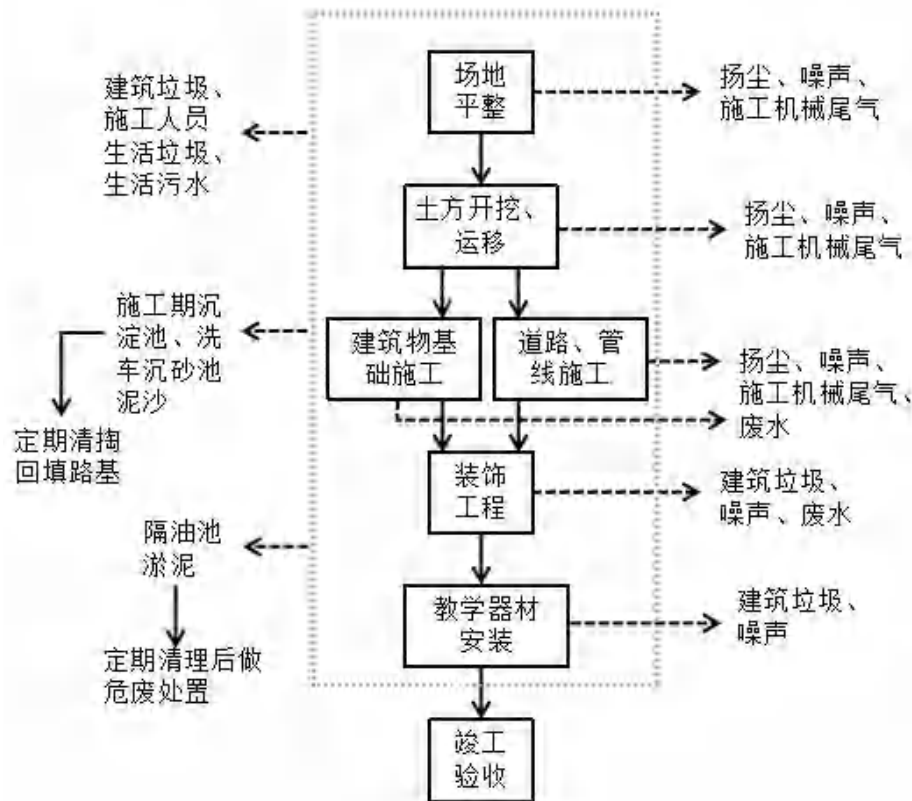 场地
平整
扬尘、噪声、
施工机械尾气
建筑垃圾、
施工人员
生活垃圾、
生活污水
土方开挖、
运移
扬尘、噪声、
施工机械尾气
施工期沉
淀池、洗
车沉砂池
泥沙
建筑物基
础施工
道路、管
线施工
扬尘、噪声、
施工机械尾气、
废水
定期清掏
回填路基
装饰
工程
建筑垃圾、
噪声、废水
隔油池
淤泥
教学器材
安装
建筑垃圾、
噪声
定期清理后做
危废处置
竣工
验收